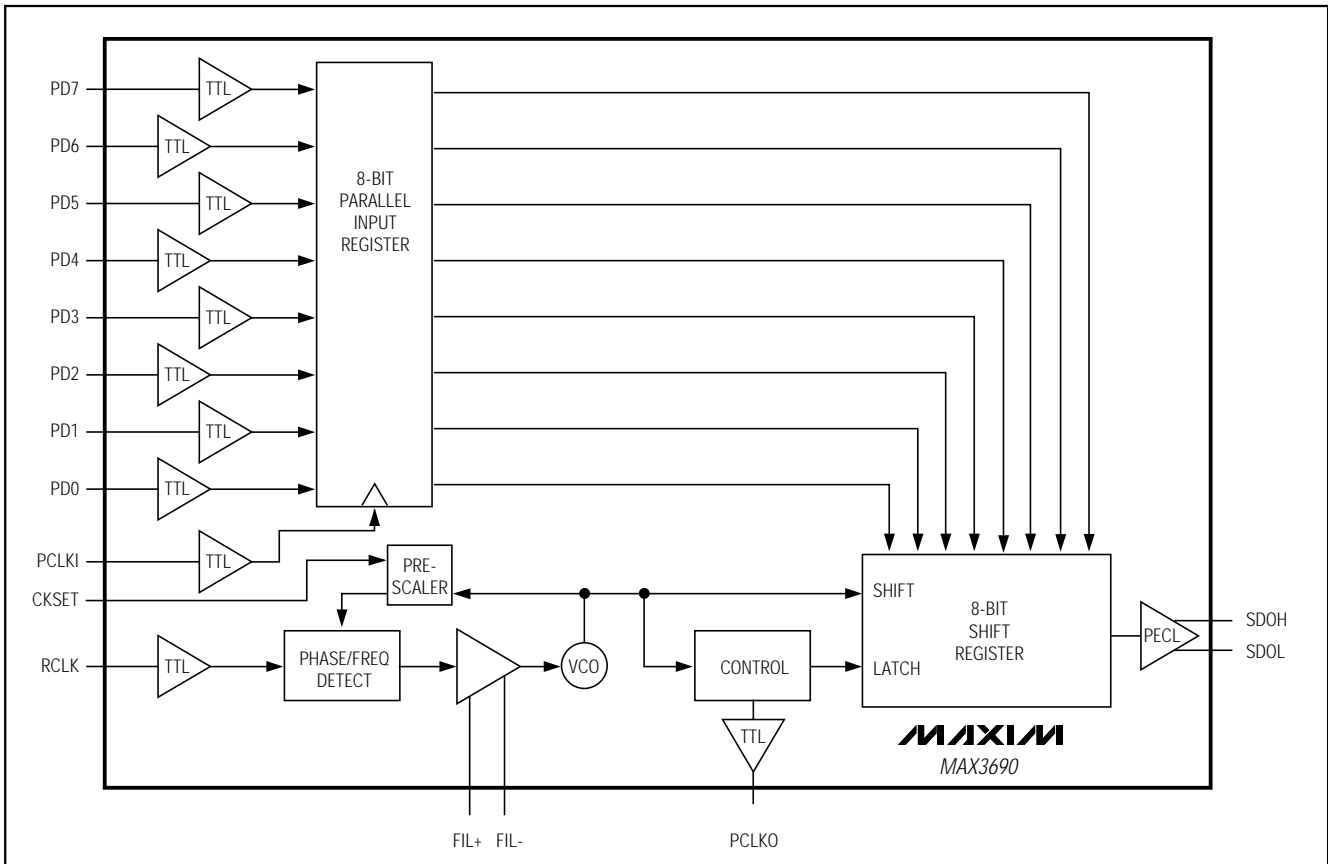 PD7
TTL
PD6
TTL
PD5
TTL
PD4
TTL
PD3
TTL
PD2
TTL
PD1
TTL
PD0
TTL
8-BIT
PARALLEL
INPUT
REGISTER
PCLKI
TTL
CKSET
PRE-
SCALER
RCLK
TTL
PHASE/FREQ
DETECT
VCO
CONTROL
TTL
SHIFT
LATCH
8-BIT
SHIFT
REGISTER
PECL
SDOH
SDOL
MAXIM
MAX3690
FIL+ FIL-
PCLKO